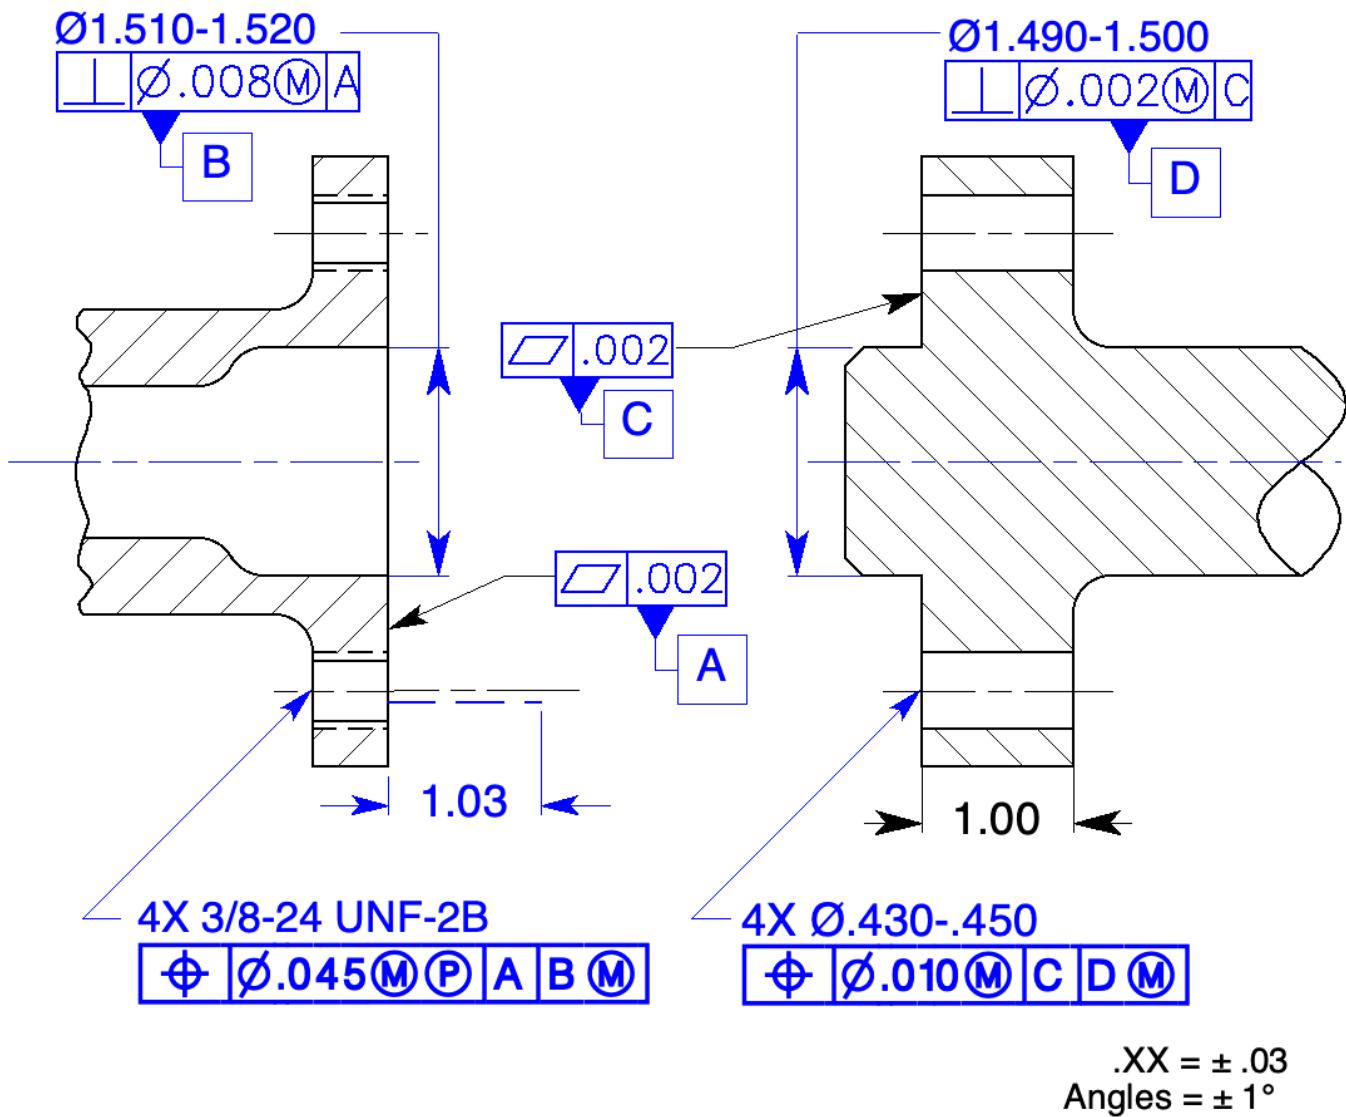 Ø1.510-1.520
⊥ Ø.008Ⓜ A
B
Ø1.490-1.500
⊥ Ø.002Ⓜ C
D
⏥ .002
C
⏥ .002
A
1.03
1.00
4X 3/8-24 UNF-2B
⌖ Ø.045ⓂⓅ A B Ⓜ
4X Ø.430-.450
⌖ Ø.010Ⓜ C D Ⓜ
.XX = ± .03
Angles = ± 1°